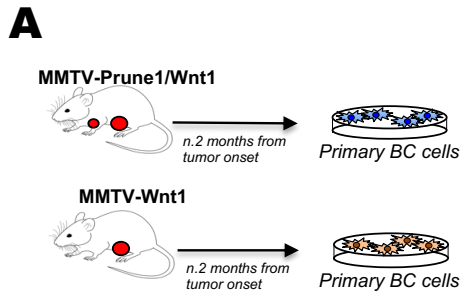 A
MMTV-Prune1/Wnt1
n.2 months from
tumor onset
Primary BC cells
MMTV-Wnt1
n.2 months from
tumor onset
Primary BC cells